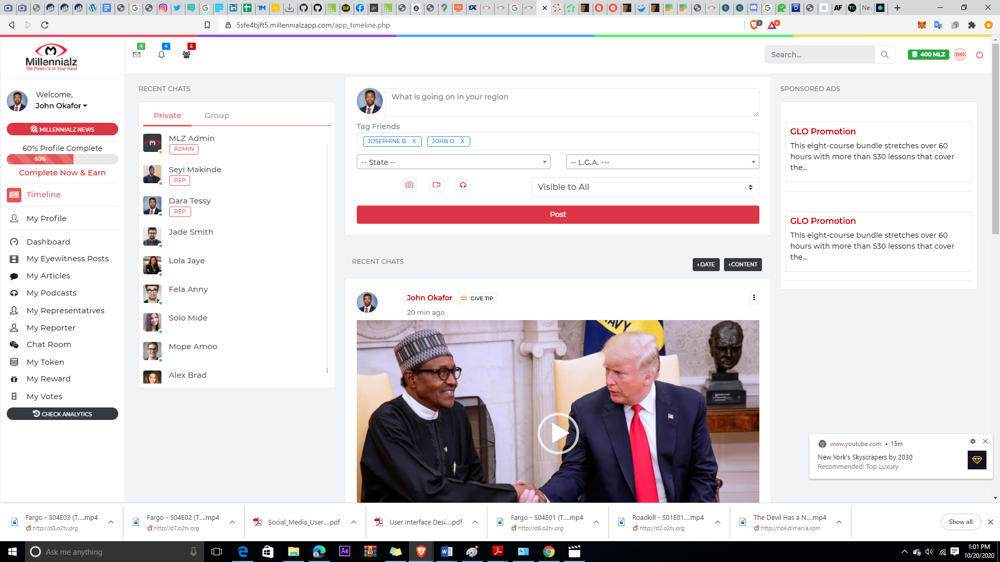 AF
TC
Nev
5sfe4bjft5.millennialzapp.com/app_timeline.php
1
8
Millennialz
The Power Is In Your Hand
4
4
6
Search...
400 MLZ
2000
Welcome,
John Okafor
MILLENNIALZ NEWS
60% Profile Complete
60%
Complete Now & Earn
Timeline
My Profile
Dashboard
My Eyewitness Posts
My Articles
My Podcasts
My Representatives
My Reporter
Chat Room
My Token
My Reward
My Votes
CHECK ANALYTICS
RECENT CHATS
Private
Group
MLZ Admin
ADMIN
Seyi Makinde
REP
Dara Tessy
REP.
Jade Smith
Lola Jaye
Fela Anny
Solo Mide
Mope Amoo
Alex Brad
What is going on in your region
Tag Friends
JOSEPHINE B. X
JOHN O. X
-- State --
-- L.G.A. ---
Visible to All
Post
RECENT CHATS
DATE
CONTENT
John Okafor
GIVE TIP
20 min ago
NAVY
SPONSORED ADS
GLO Promotion
This eight-course bundle stretches over 60
hours with more than 530 lessons that cover
the...
GLO Promotion
This eight-course bundle stretches over 60
hours with more than 530 lessons that cover
the...
www.youtube.com • 15m
New York's Skyscrapers by 2030
Recommended: Top Luxury
Fargo - S04E03 (T....mp4
http://d8.o2tv.org
Fargo - S04E02 (T....mp4
http://d7.o2tv.org
Social_Media_User....pdf
User Interface Desi....pdf
Fargo - S04E01 (T....mp4
http://d8.o2tv.org
Roadkill - S01E01....mp4
http://d2.o2tv.org
The Devil Has a N....mp4
http://hd4.dlmania.com
Show all
Ask me anything
Ae
1:01 PM
10/20/2020